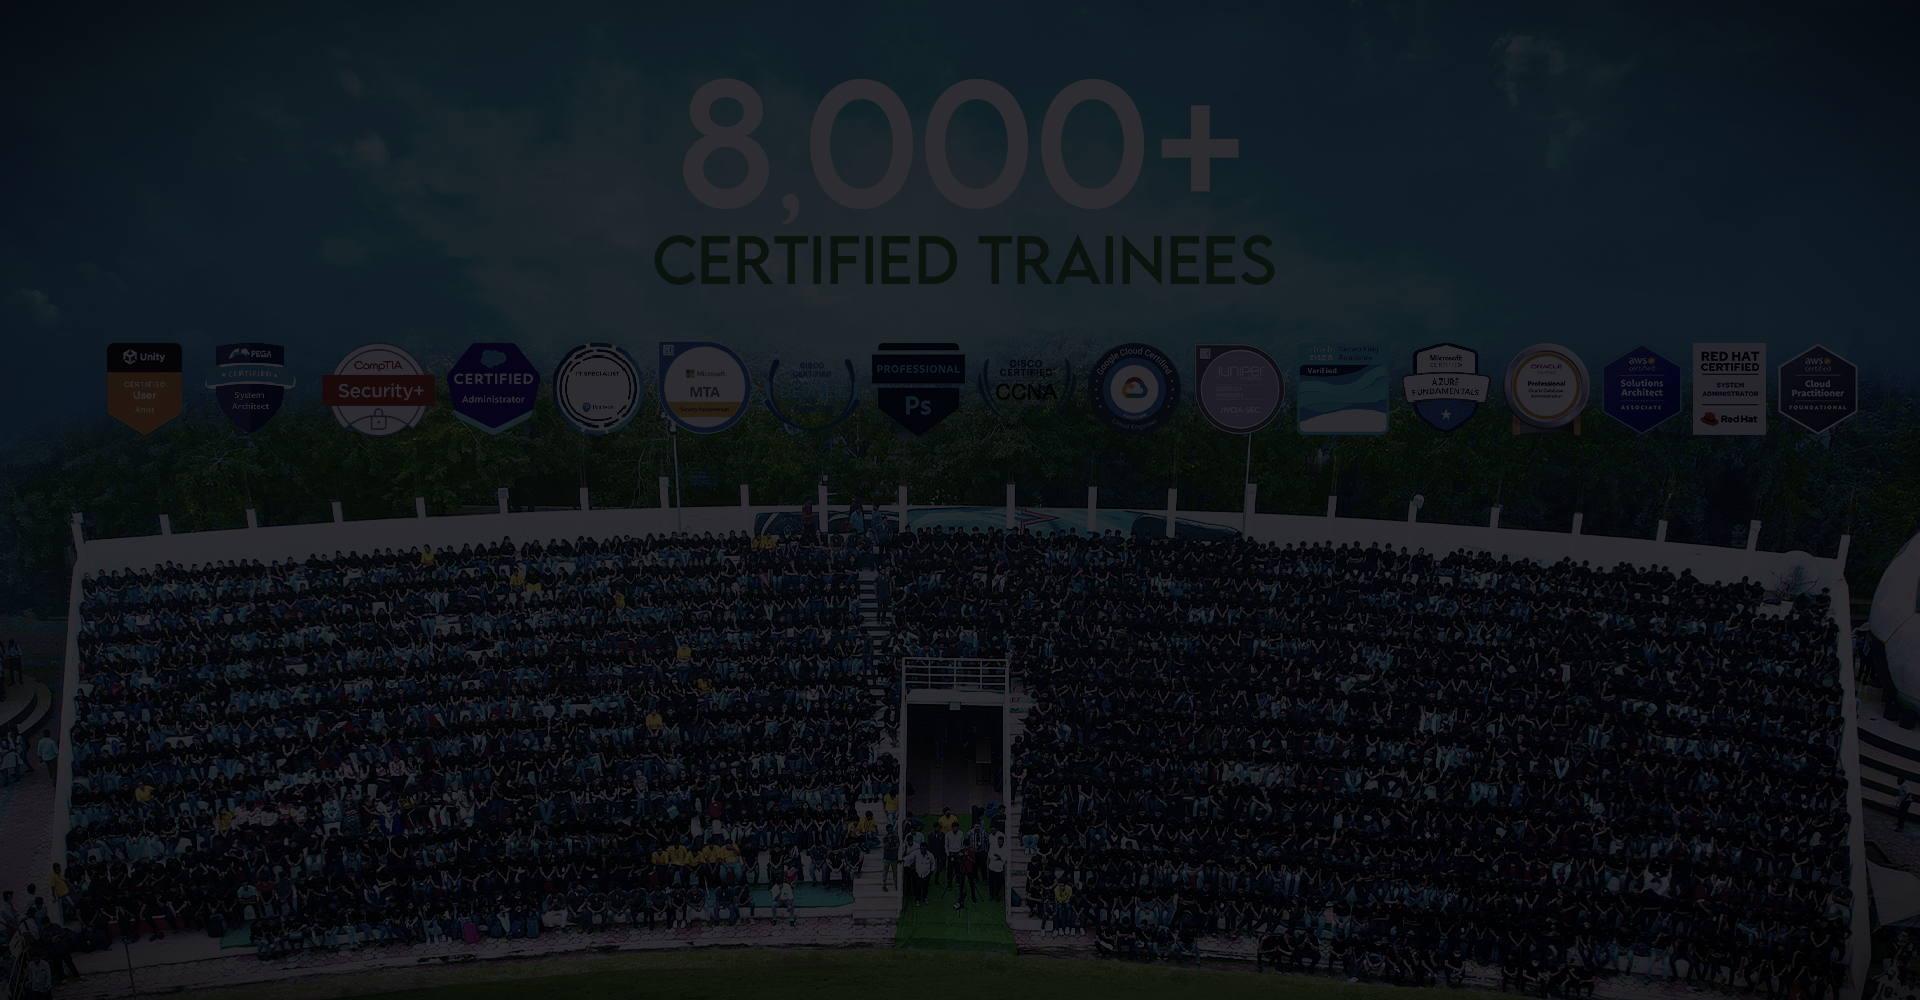 8,000+
CERTIFIED TRAINEES
Unity
CERTIFIED
User
Artist
PEGA
CERTIFIED
System
Architect
CompTIA
Security+
CERTIFIED
Administrator
IT SPECIALIST
Microsoft
MTA
Security Fundamentals
CISCO
CERTIFIED
PROFESSIONAL
Ps
CISCO
CERTIFIED
CCNA
Google Cloud Certified
Cloud Engineer
JUNIPER
JNCIA-SEC
CISCO
Networking
Academy
Verified
Microsoft
CERTIFIED
AZURE
FUNDAMENTALS
ORACLE
Professional
Oracle Database
Administration
aws
certified
Solutions
Architect
ASSOCIATE
RED HAT
CERTIFIED
SYSTEM
ADMINISTRATOR
Red Hat
aws
certified
Cloud
Practitioner
FOUNDATIONAL